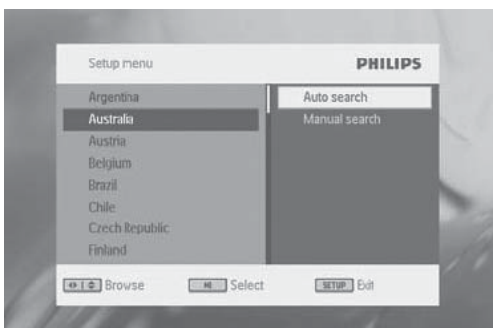 Setup menu
PHILIPS
Argentina
Australia
Austria
Belgium
Brazil
Chile
Czech Republic
Finland
Auto search
Manual search
Browse
Select
SETUP Exit